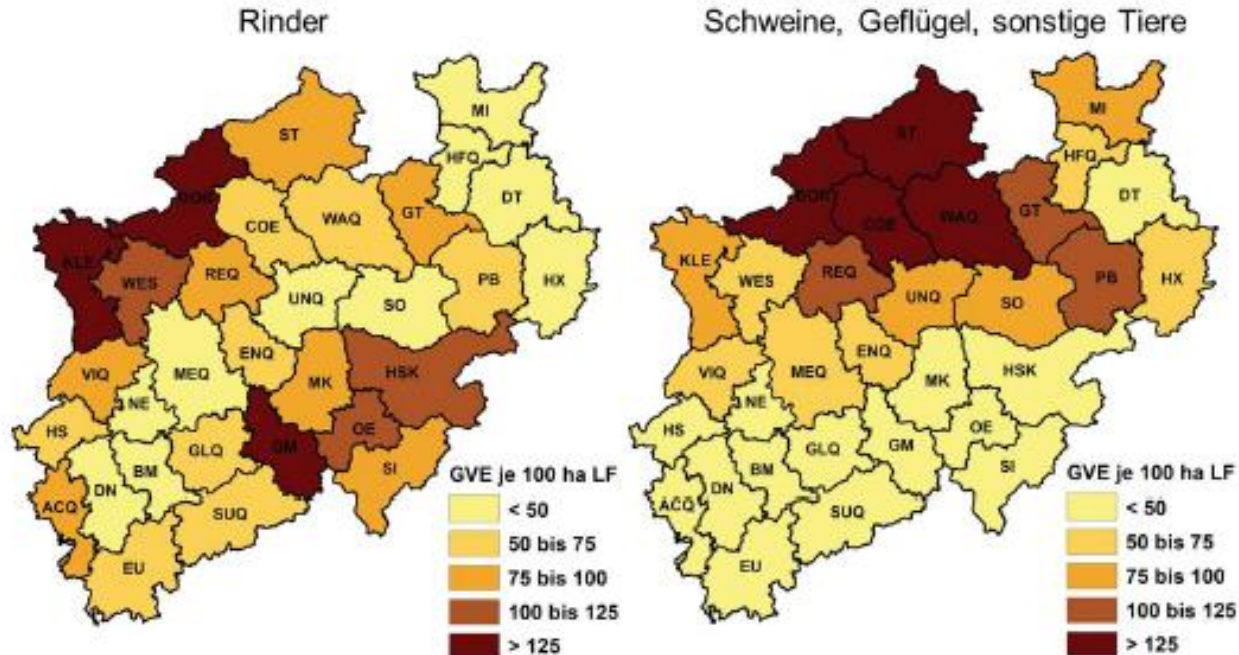 Rinder
MI
ST
HFQ
DT
BOR
COE
WAQ
GT
KLE
WES
REQ
PB
HX
UNQ
SO
ENQ
HSK
VIQ
MEQ
MK
NE
OE
HS
GLQ
GM
SI
BM
DN
ACQ
SUQ
EU
GVE je 100 ha LF
< 50
50 bis 75
75 bis 100
100 bis 125
> 125
Schweine, Geflügel, sonstige Tiere
MI
ST
HFQ
DT
BOR
COE
WAQ
GT
KLE
WES
REQ
PB
HX
UNQ
SO
ENQ
HSK
VIQ
MEQ
MK
NE
OE
HS
GLQ
GM
SI
BM
DN
ACQ
SUQ
EU
GVE je 100 ha LF
< 50
50 bis 75
75 bis 100
100 bis 125
> 125